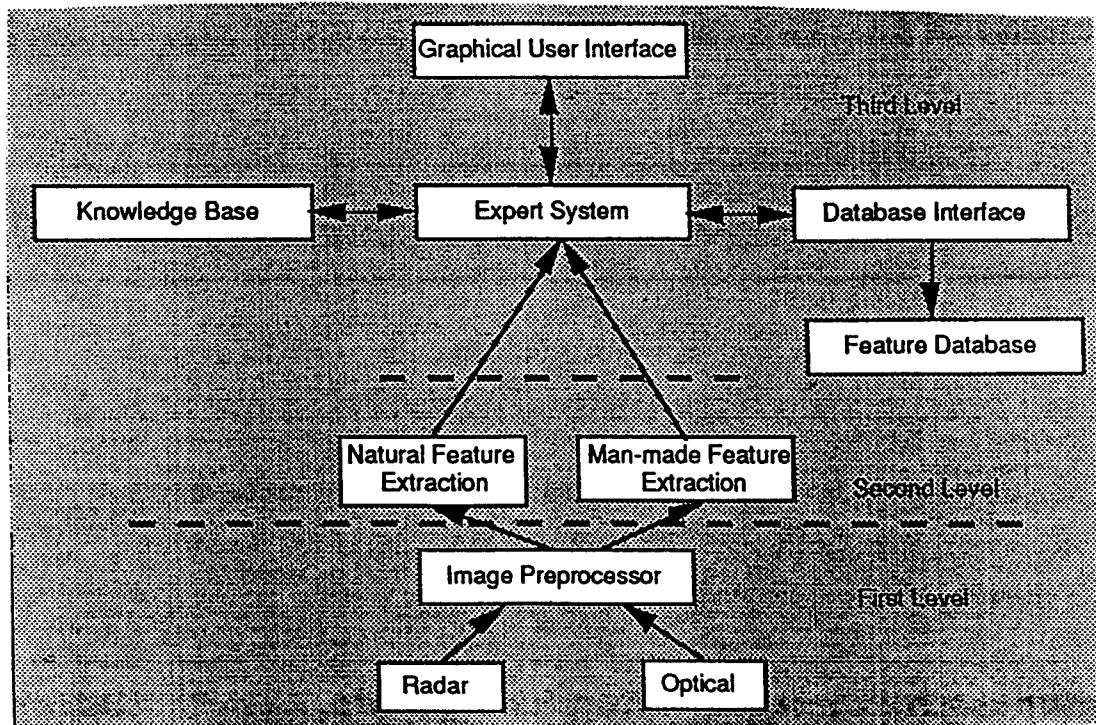 Graphical User Interface
Third Level
Knowledge Base
Expert System
Database Interface
Feature Database
Natural Feature
Extraction
Man-made Feature
Extraction
Second Level
Image Preprocessor
First Level
Radar
Optical